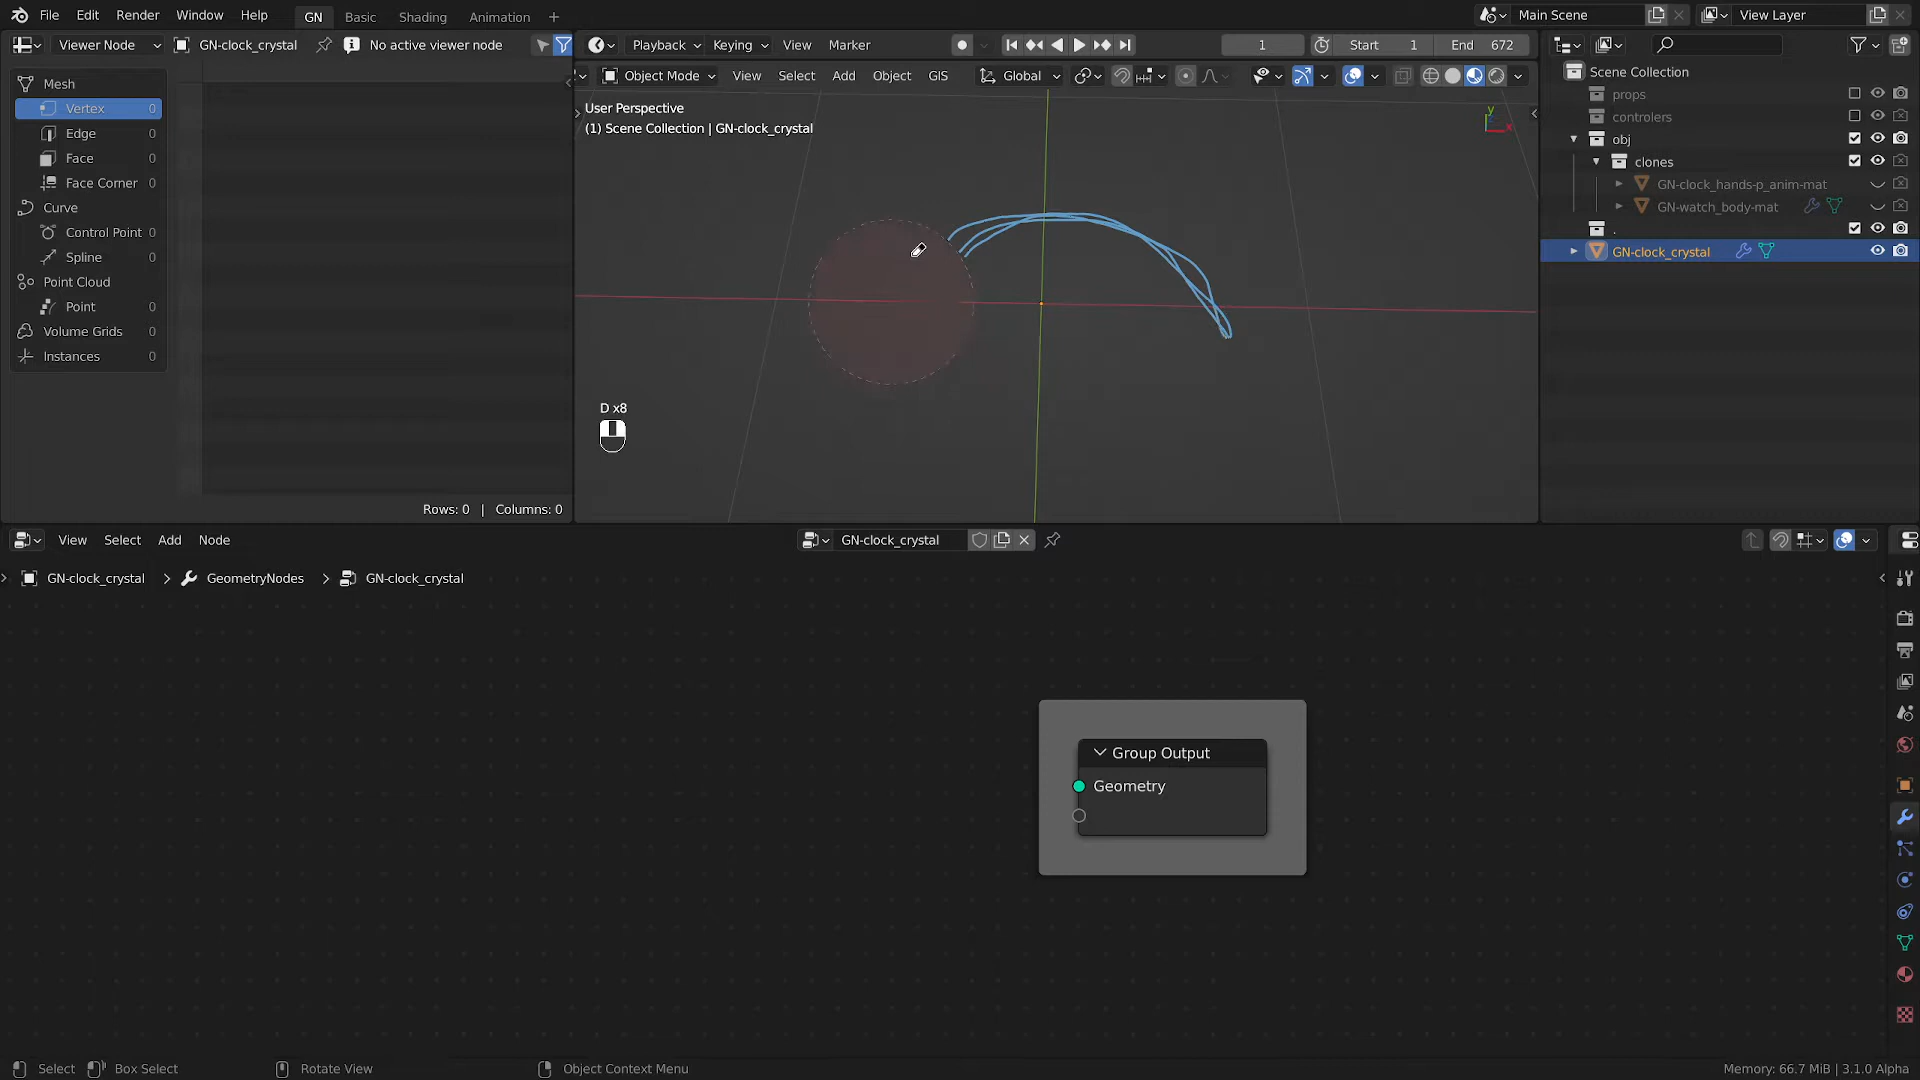 File Edit Render Window Help GN Basic Shading Animation Main Scene View Layer
Viewer Node GN-clock_crystal No active viewer node Playback Keying View Marker 1 Start 1 End 672
Object Mode View Select Add Object GIS Global
Mesh
Vertex 0
Edge 0
Face 0
Face Corner 0
Curve
Control Point 0
Spline 0
Point Cloud
Point 0
Volume Grids 0
Instances 0
Rows: 0 | Columns: 0
User Perspective
(1) Scene Collection | GN-clock_crystal
y
x
D x8
Scene Collection
props
controlers
obj
clones
GN-clock_hands-p_anim-mat
GN-watch_body-mat
.
GN-clock_crystal
View Select Add Node GN-clock_crystal
GN-clock_crystal > GeometryNodes > GN-clock_crystal
Group Output
Geometry
Select Box Select Rotate View Object Context Menu Memory: 66.7 MiB | 3.1.0 Alpha